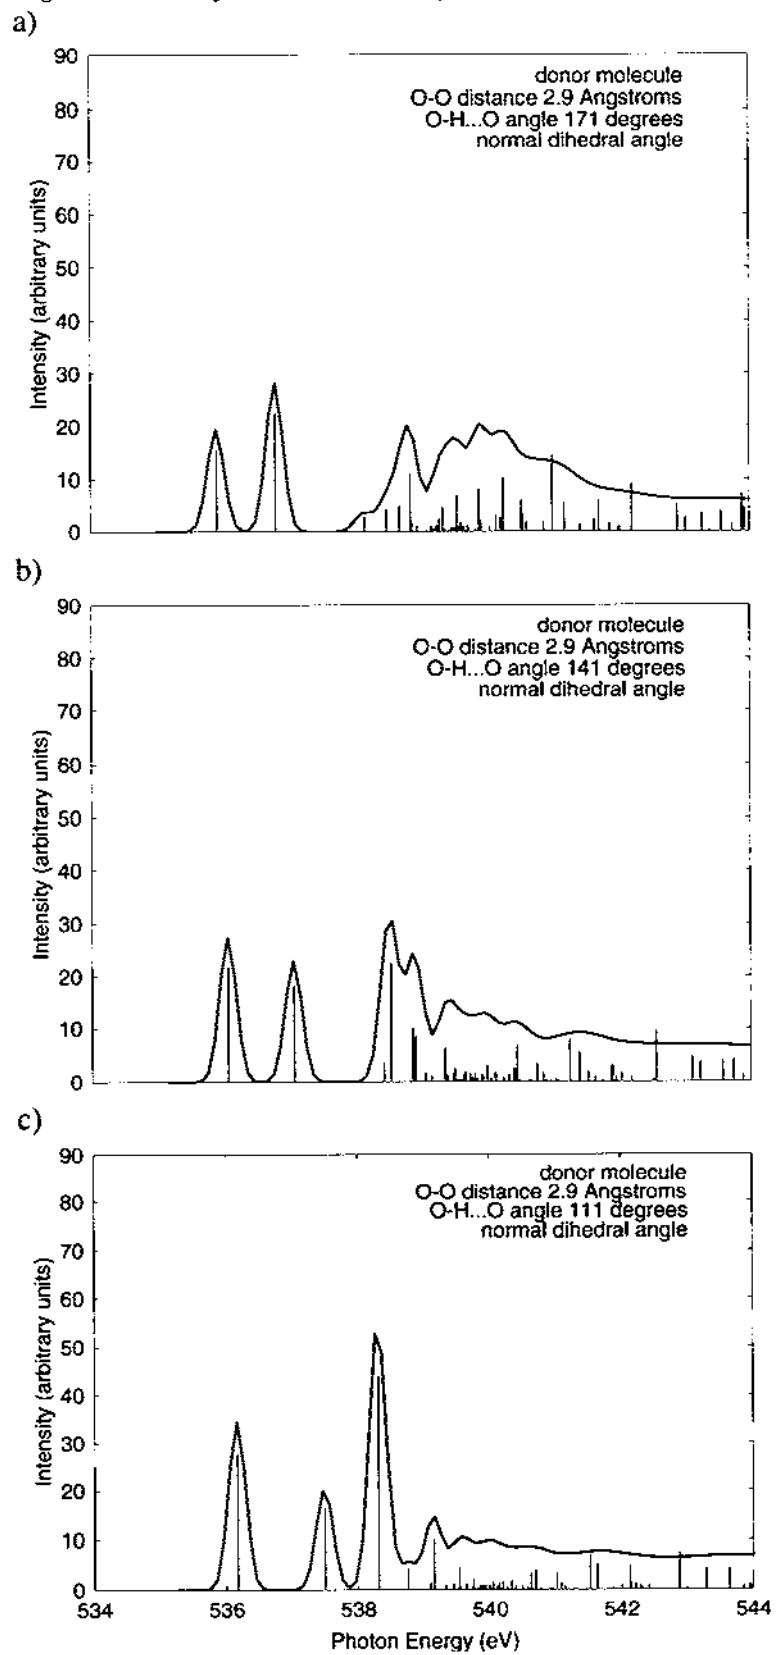 a)
90
donor molecule
80
O-O distance 2.9 Angstroms
O-H...O angle 171 degrees
normal dihedral angle
70
60
50
40
30
20
10
0
Intensity (arbitrary units)
b)
90
donor molecule
80
O-O distance 2.9 Angstroms
O-H...O angle 141 degrees
normal dihedral angle
70
60
50
40
30
20
10
0
Intensity (arbitrary units)
c)
90
donor molecule
80
O-O distance 2.9 Angstroms
O-H...O angle 111 degrees
normal dihedral angle
70
60
50
40
30
20
10
0
Intensity (arbitrary units)
534 536 538 540 542 544
Photon Energy (eV)